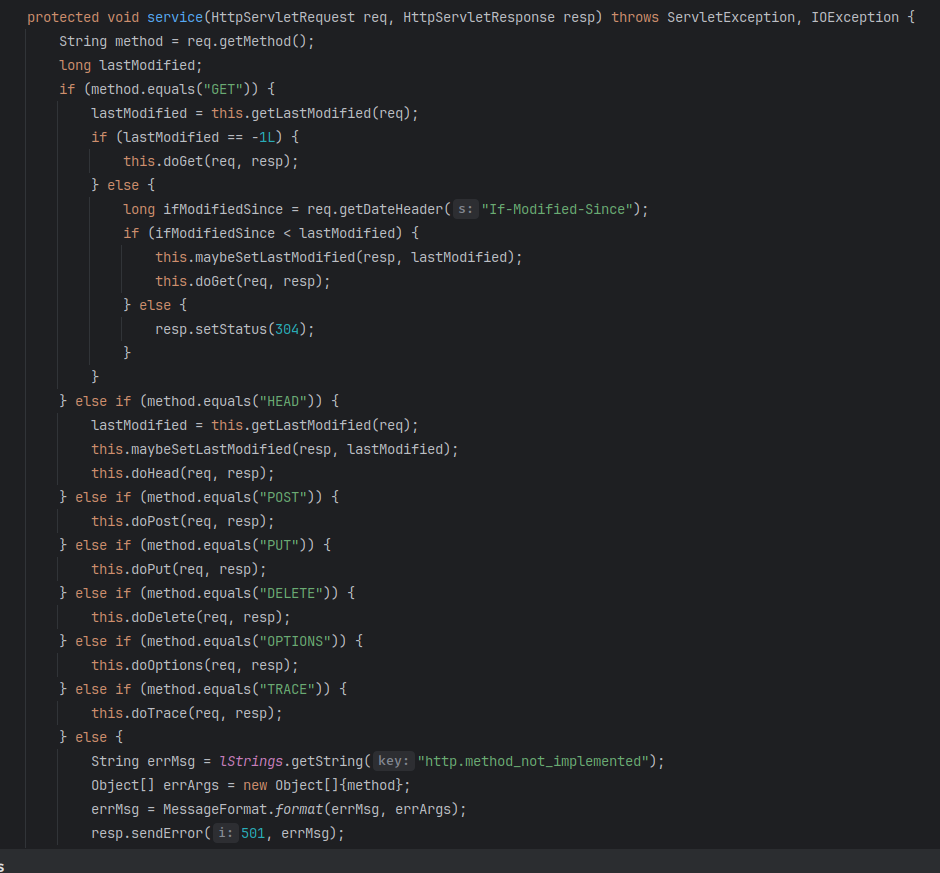 protected void service(HttpServletRequest req, HttpServletResponse resp) throws ServletException, IOException {
String method = req.getMethod();
long lastModified;
if (method.equals("GET")) {
lastModified = this.getLastModified(req);
if (lastModified == -1L) {
this.doGet(req, resp);
} else {
long ifModifiedSince = req.getDateHeader( s: "If-Modified-Since");
if (ifModifiedSince < lastModified) {
this.maybeSetLastModified(resp, lastModified);
this.doGet(req, resp);
} else {
resp.setStatus(304);
}
}
} else if (method.equals("HEAD")) {
lastModified = this.getLastModified(req);
this.maybeSetLastModified(resp, lastModified);
this.doHead(req, resp);
} else if (method.equals("POST")) {
this.doPost(req, resp);
} else if (method.equals("PUT")) {
this.doPut(req, resp);
} else if (method.equals("DELETE")) {
this.doDelete(req, resp);
} else if (method.equals("OPTIONS")) {
this.doOptions(req, resp);
} else if (method.equals("TRACE")) {
this.doTrace(req, resp);
} else {
String errMsg = lStrings.getString( key: "http.method_not_implemented");
Object[] errArgs = new Object[]{method};
errMsg = MessageFormat.format(errMsg, errArgs);
resp.sendError( i: 501, errMsg);